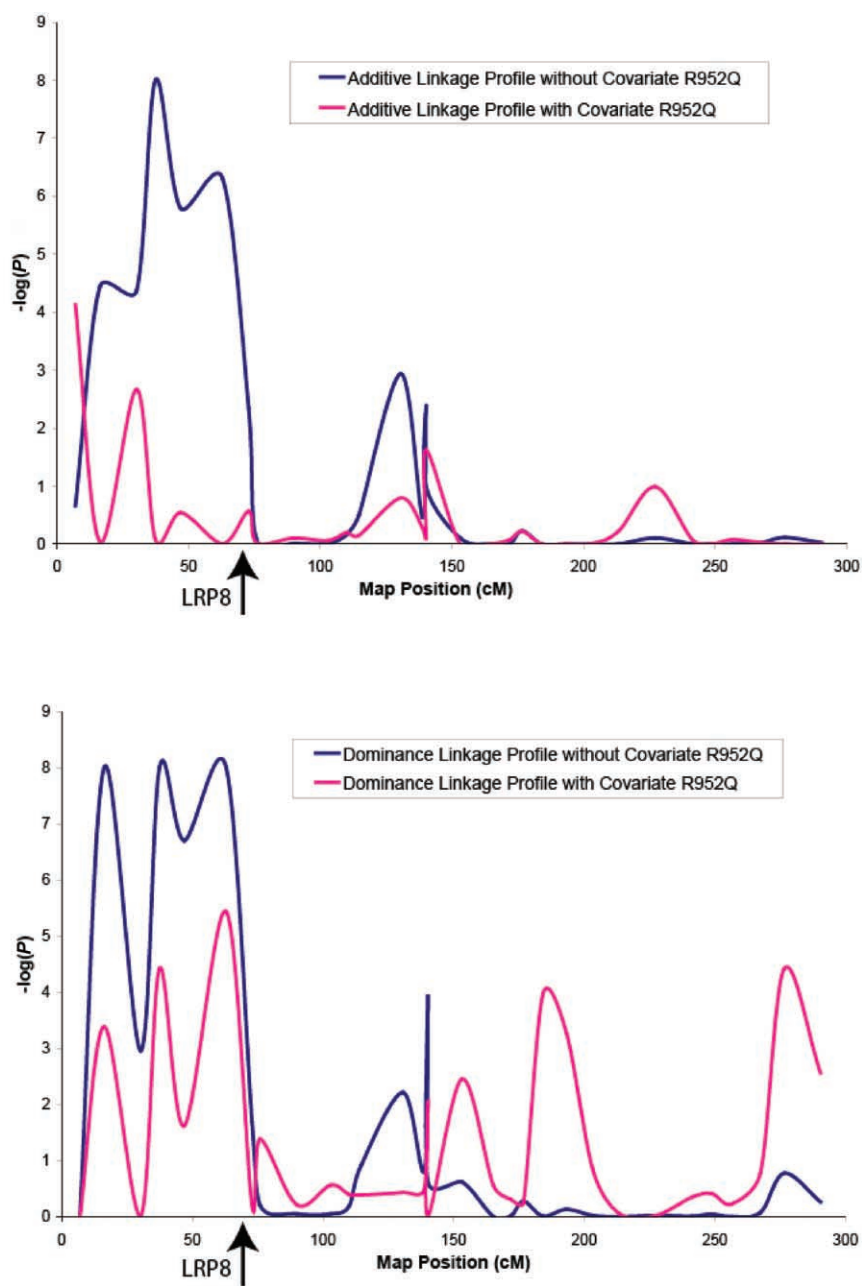 9
8
7
6
5
4
3
2
1
0
-log(P)
Additive Linkage Profile without Covariate R952Q
Additive Linkage Profile with Covariate R952Q
0 50 100 150 200 250 300
Map Position (cM)
LRP8
9
8
7
6
5
4
3
2
1
0
-log(P)
Dominance Linkage Profile without Covariate R952Q
Dominance Linkage Profile with Covariate R952Q
0 50 100 150 200 250 300
Map Position (cM)
LRP8